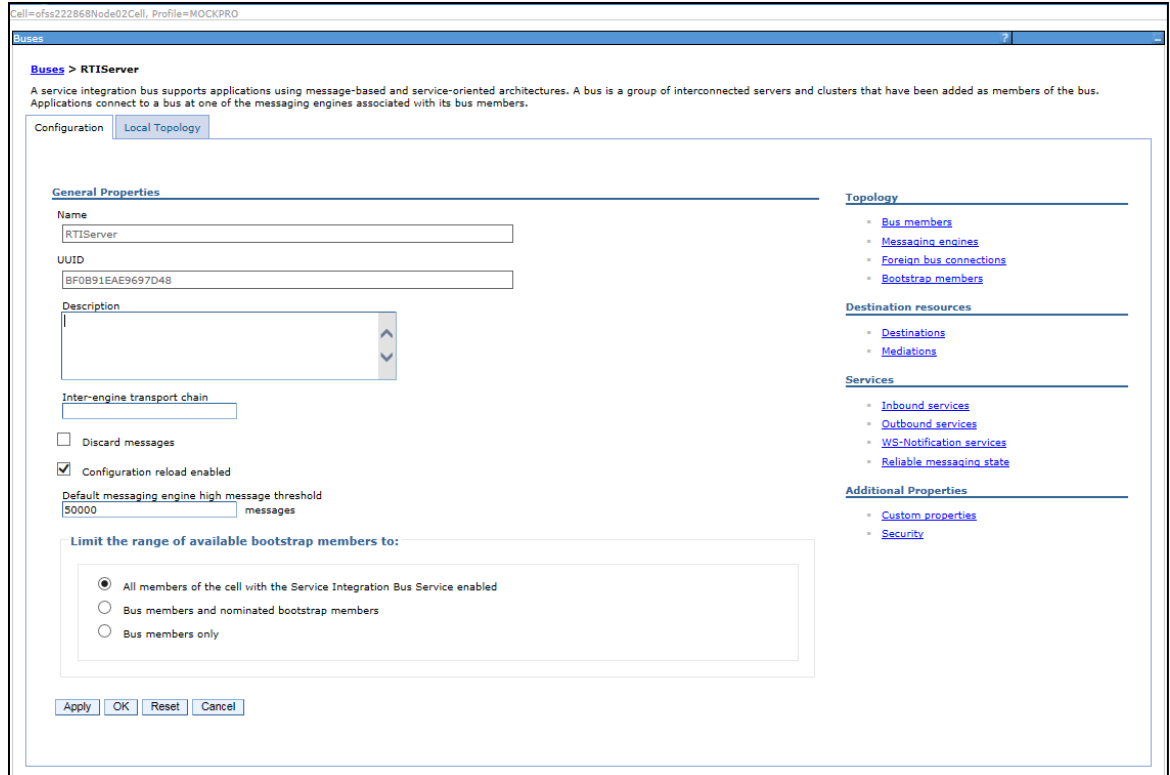 Cell=ofss222868Node02Cell, Profile=MOCKPRO
Buses ?
Buses > RTIServer
A service integration bus supports applications using message-based and service-oriented architectures. A bus is a group of interconnected servers and clusters that have been added as members of the bus.
Applications connect to a bus at one of the messaging engines associated with its bus members.
Configuration Local Topology
General Properties
Name
RTIServer
UUID
BF0B91EAE9697D48
Description
Inter-engine transport chain
Discard messages
Configuration reload enabled
Default messaging engine high message threshold
50000 messages
Limit the range of available bootstrap members to:
All members of the cell with the Service Integration Bus Service enabled
Bus members and nominated bootstrap members
Bus members only
Apply OK Reset Cancel
Topology
Bus members
Messaging engines
Foreign bus connections
Bootstrap members
Destination resources
Destinations
Mediations
Services
Inbound services
Outbound services
WS-Notification services
Reliable messaging state
Additional Properties
Custom properties
Security